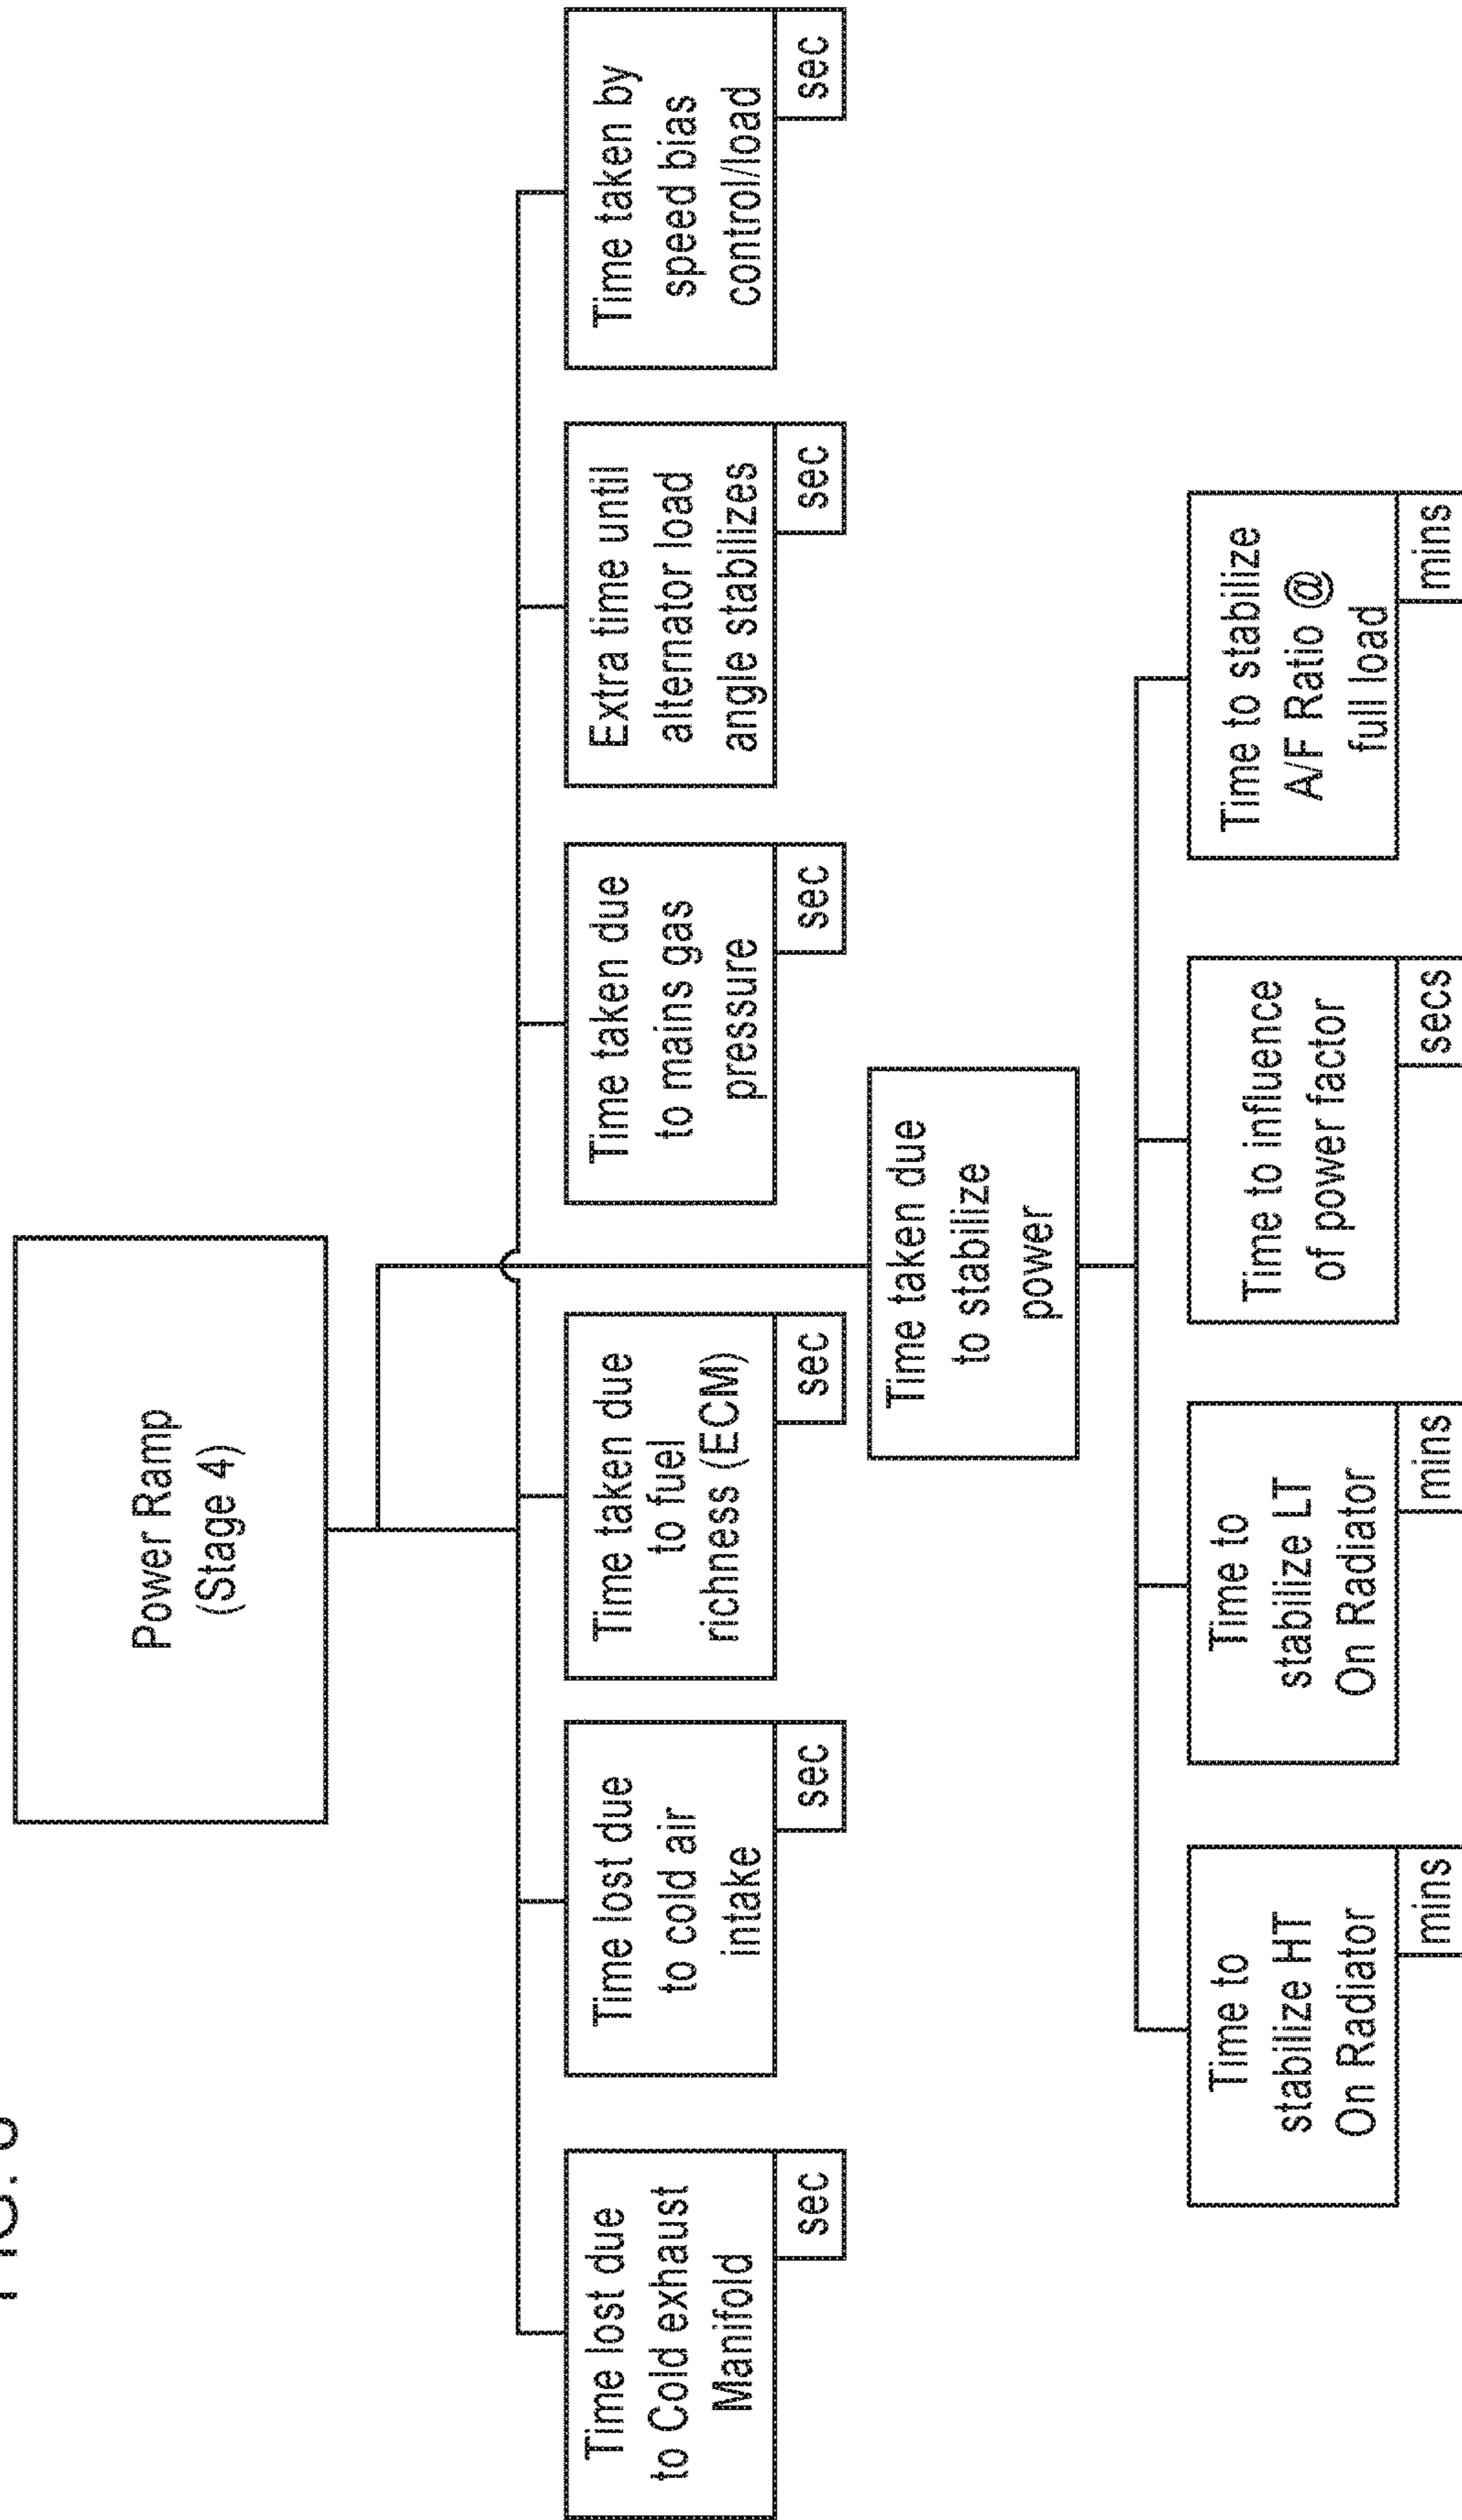 FIG.
Power Ramp
(Stage 4)
Time lost due
to Cold exhaust
Manifold
sec
Time lost due
to cold air
intake
sec
Time taken due
to fuel
richness (ECM)
sec
Time taken due
to mains gas
pressure
sec
Extra time until
alternator load
angle stabilizes
sec
Time taken by
speed bias
control/load
sec
Time taken due
to stabilize
power
Time to
stabilize HT
On Radiator
mins
Time to
stabilize LT
On Radiator
mins
Time to influence
of power factor
secs
Time to stabilize
A/F Ratio @
full load
mins